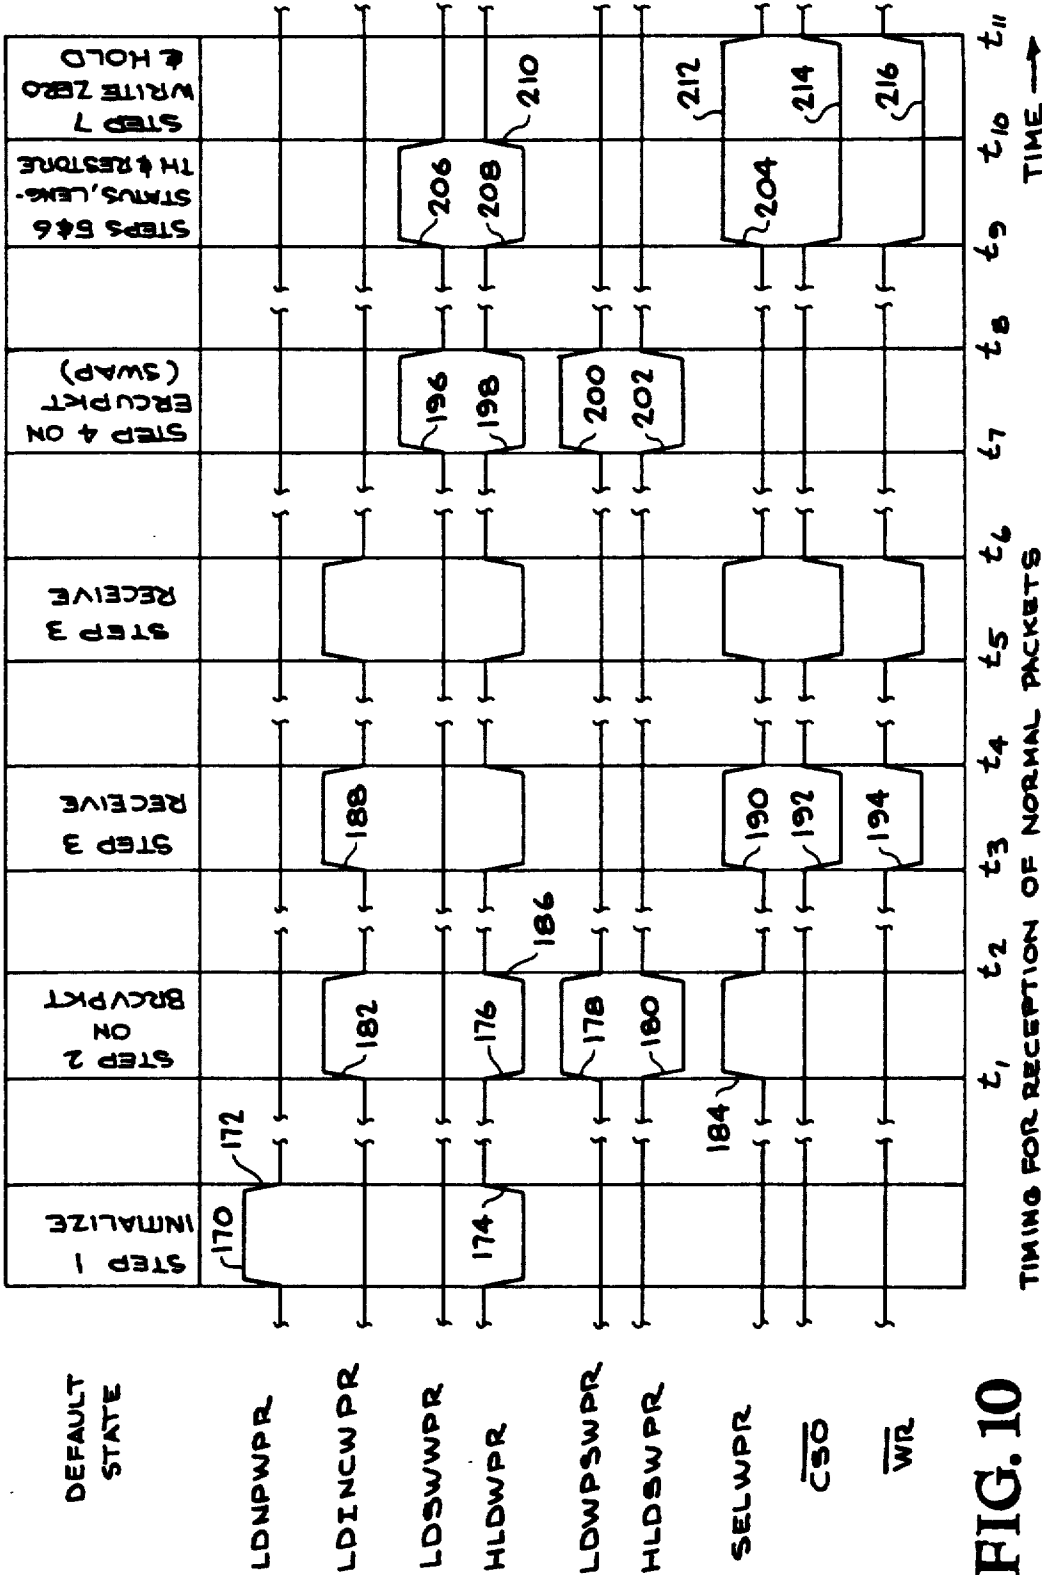 DEFAULT
STATE
STEP 1
INITIALIZE
STEP 2
ON
BRCVPKT
STEP 3
RECEIVE
STEP 3
RECEIVE
STEP 4 ON
ERCVPKT
(SWAP)
STEPS 5&6
STATUS, LENG-
TH & RESTORE
STEP 7
WRITE ZERO
& HOLD
LDNPWPR
170
172
LDINCWPR
182
188
LDSWWPR
196
206
HLDWPR
174
176
186
198
208
210
LDWPSWPR
178
200
HLDSWPR
180
202
SELWPR
184
190
204
212
CSO
192
214
WR
194
216
t1
t2
t3
t4
t5
t6
t7
t8
t9
t10
t11
TIME
TIMING FOR RECEPTION OF NORMAL PACKETS
FIG. 10